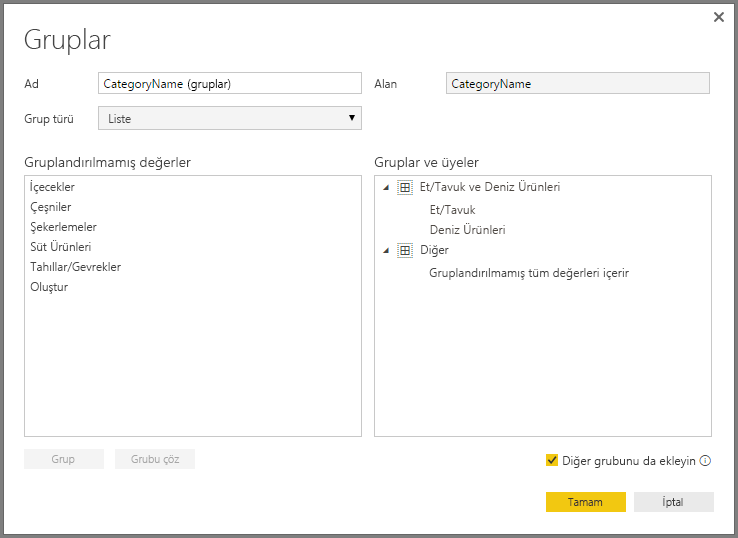 Gruplar
Ad
CategoryName (gruplar)
Alan
CategoryName
Grup türü
Liste
Gruplandırılmamış değerler
İçecekler
Çeşniler
Şekerlemeler
Süt Ürünleri
Tahıllar/Gevrekler
Oluştur
Gruplar ve üyeler
Et/Tavuk ve Deniz Ürünleri
Et/Tavuk
Deniz Ürünleri
Diğer
Gruplandırılmamış tüm değerleri içerir
Grup
Grubu çöz
Diğer grubunu da ekleyin
Tamam
İptal